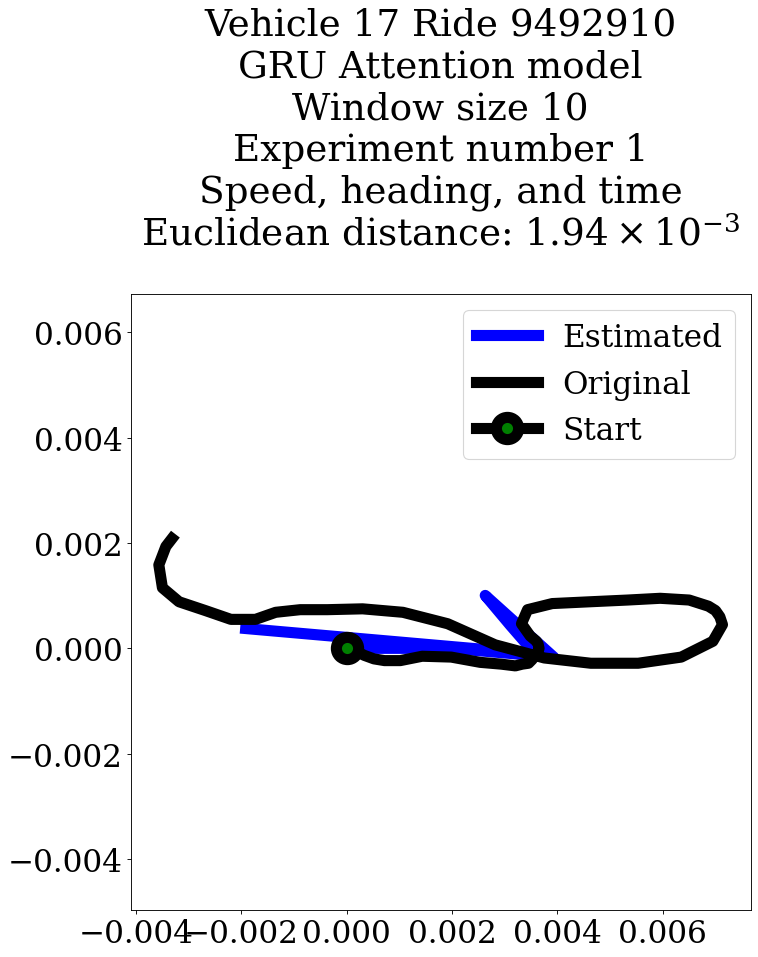 Vehicle 17 Ride 9492910
GRU Attention model
Window size 10
Experiment number 1
Speed, heading, and time
Euclidean distance: 1.94 × 10⁻³
Estimated
Original
Start
0.006
0.004
0.002
0.000
−0.002
−0.004
−0.004 −0.002 0.000 0.002 0.004 0.006